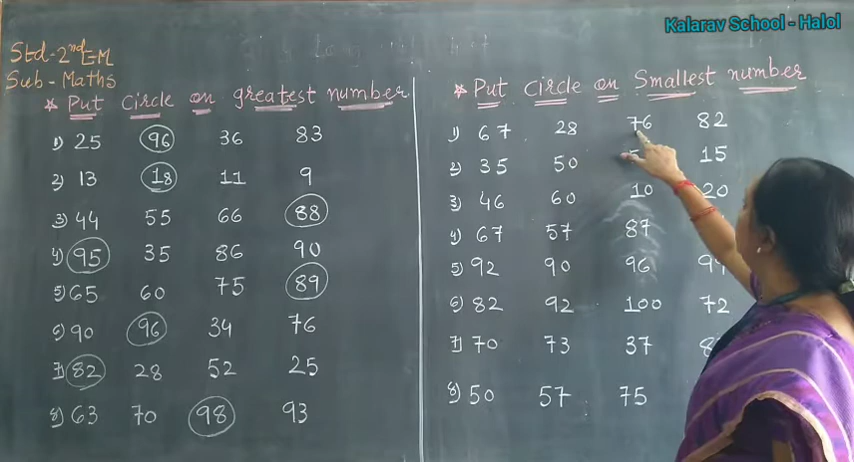 Kalarav School - Halol
Std-2nd EM
Sub - Maths
* Put circle on greatest number
1) 25 96 36 83
2) 13 18 11 9
3) 44 55 66 88
4) 95 35 86 90
5) 65 60 75 89
6) 90 96 34 76
7) 82 28 52 25
8) 63 70 98 93
* Put circle on Smallest number
1) 67 28 76 82
2) 35 50 15
3) 46 60 10 20
4) 67 57 87
5) 92 90 96
6) 82 92 100 72
7) 70 73 37
8) 50 57 75